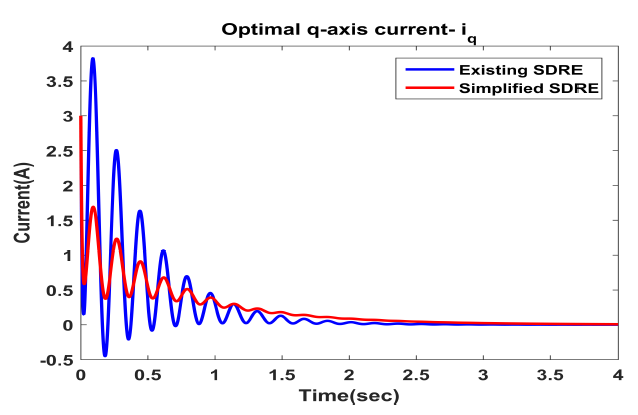 Optimal q-axis current- i_q
Existing SDRE
Simplified SDRE
Current(A)
4
3.5
3
2.5
2
1.5
1
0.5
0
-0.5
0 0.5 1 1.5 2 2.5 3 3.5 4
Time(sec)